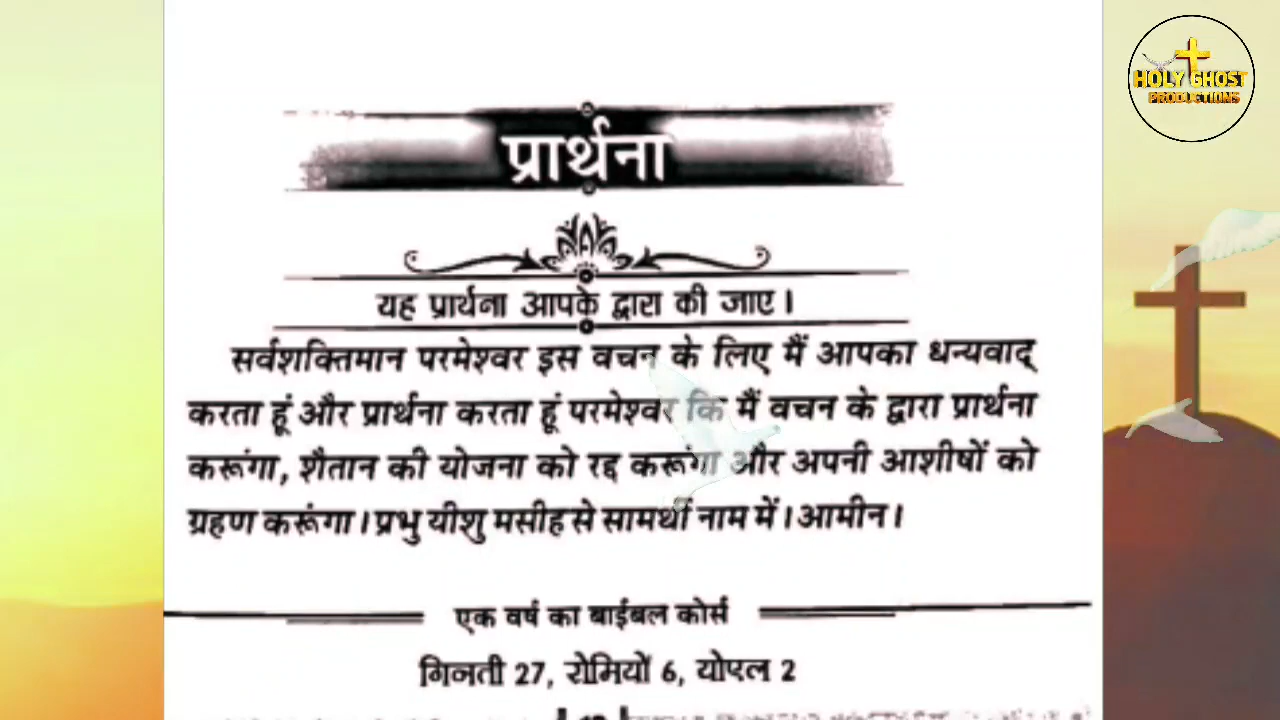 HOLY GHOST
PRODUCTIONS
प्रार्थना
यह प्रार्थना आपके द्वारा की जाए।
सर्वशक्तिमान परमेश्वर इस वचन के लिए मैं आपका धन्यवाद्
करता हूं और प्रार्थना करता हूं परमेश्वर कि मैं वचन के द्वारा प्रार्थना
करूंगा, शैतान की योजना को रद्द करूंगा और अपनी आशीषों को
ग्रहण करूंगा। प्रभु यीशु मसीह से सामर्थी नाम में। आमीन।
एक वर्ष का बाईबल कोर्स
गिनती 27, रोमियों 6, योएल 2